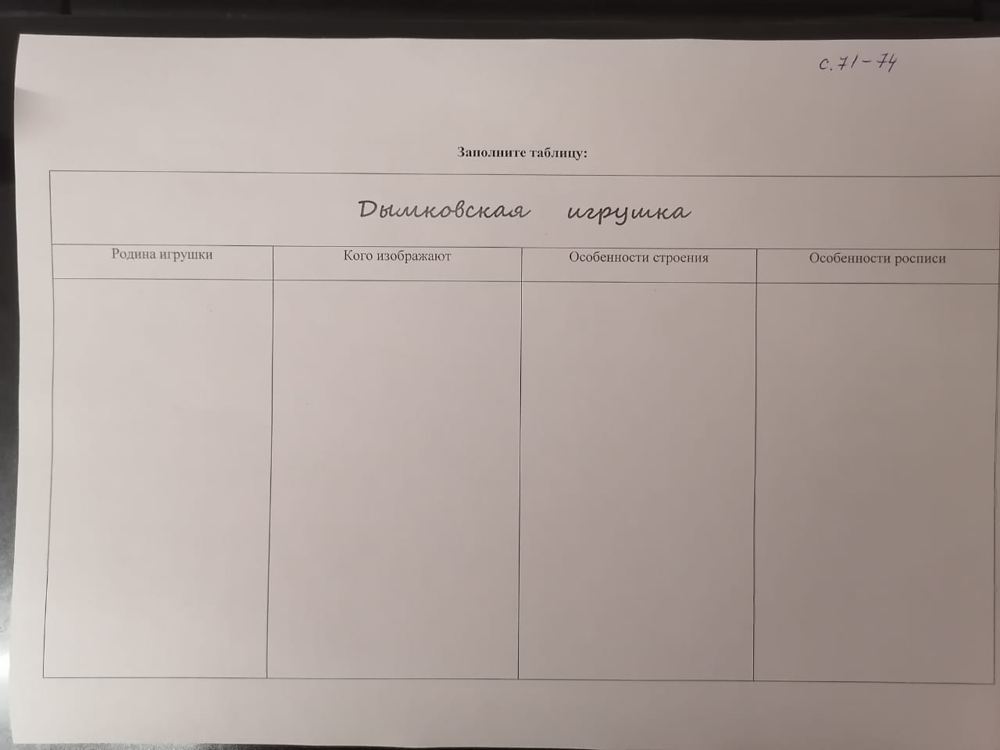 с. 71-74
Заполните таблицу:
Дымковская игрушка
Родина игрушки
Кого изображают
Особенности строения
Особенности росписи